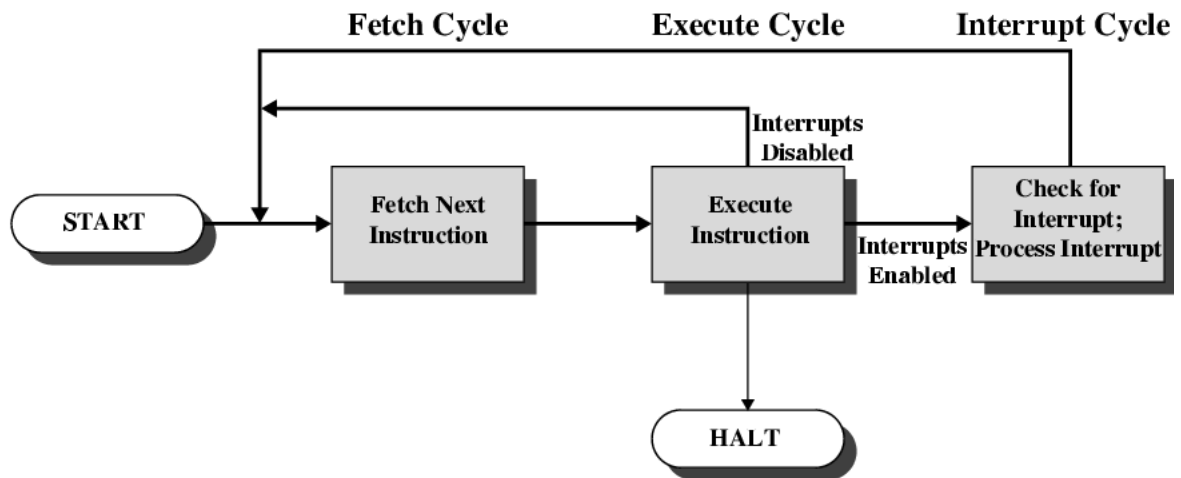 Fetch Cycle
Execute Cycle
Interrupt Cycle
Interrupts
Disabled
START
Fetch Next
Instruction
Execute
Instruction
Interrupts
Enabled
Check for
Interrupt;
Process Interrupt
HALT